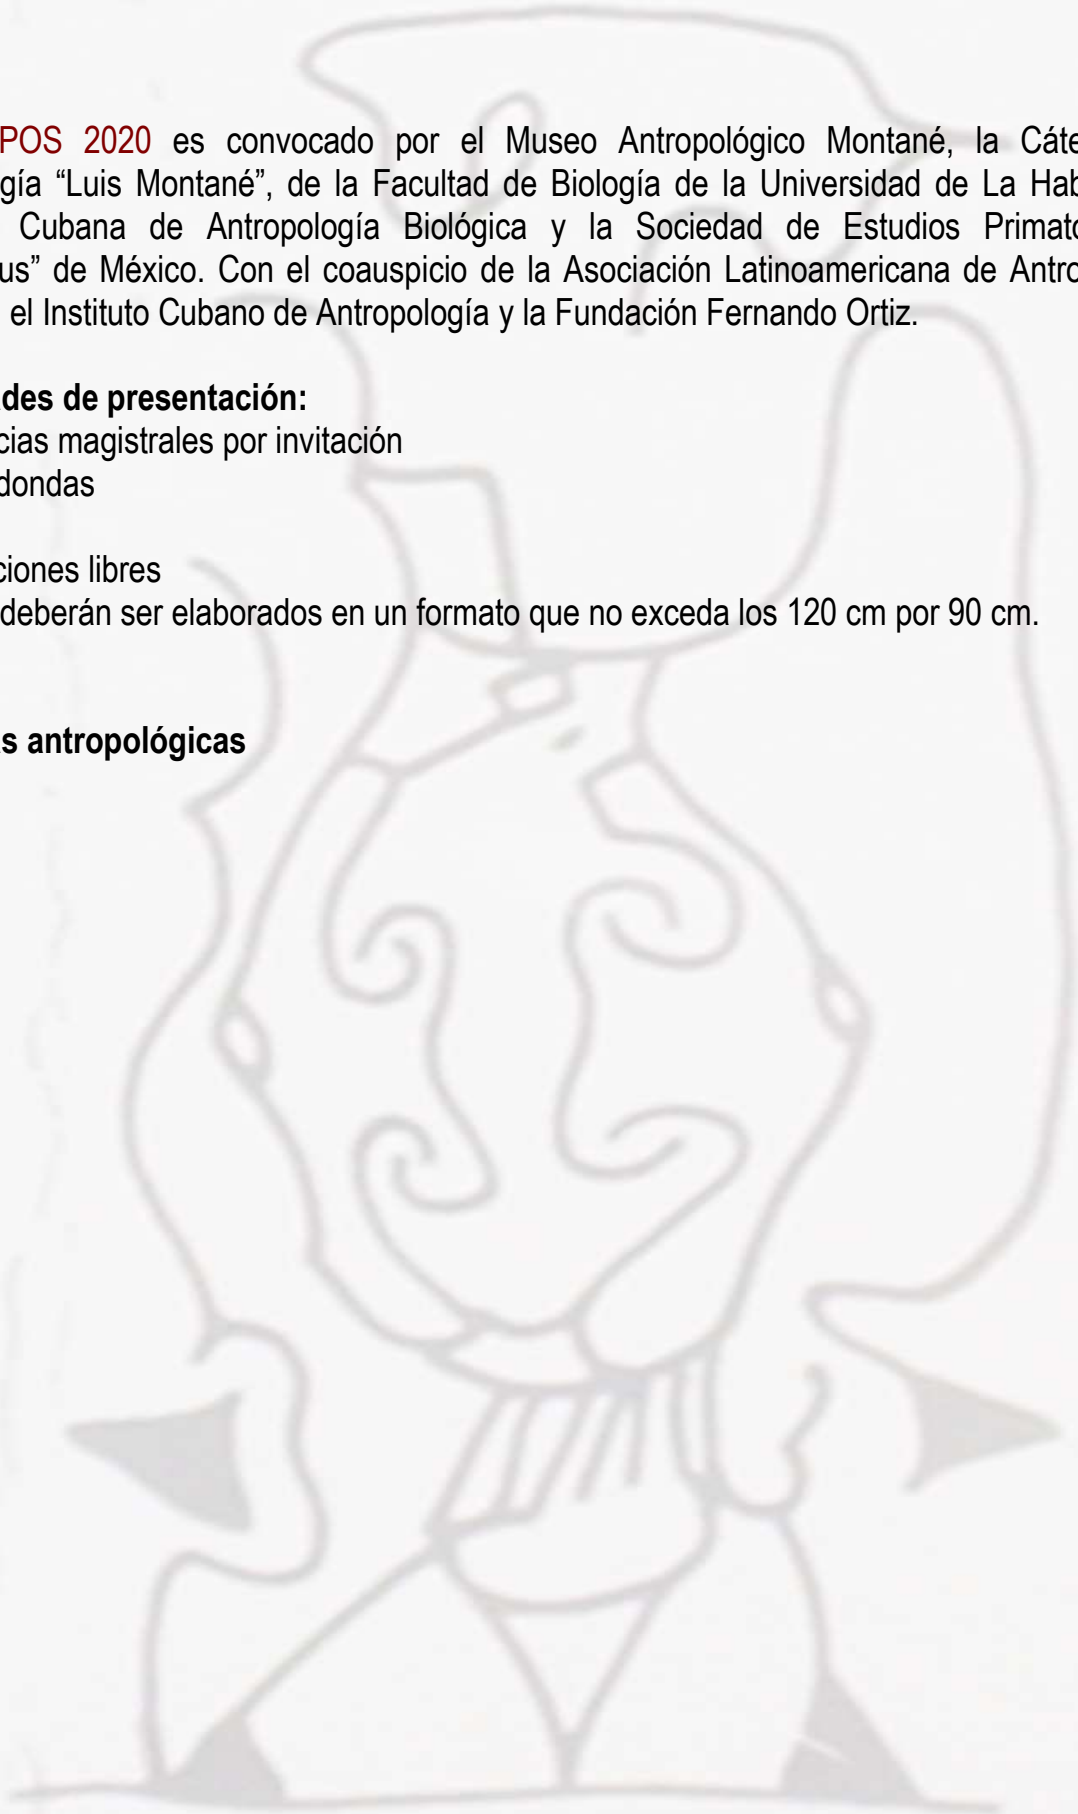 POS 2020 es convocado por el Museo Antropológico Montané, la Cáte
gía “Luis Montané”, de la Facultad de Biología de la Universidad de La Hab
Cubana de Antropología Biológica y la Sociedad de Estudios Primato
us” de México. Con el coauspicio de la Asociación Latinoamericana de Antro
el Instituto Cubano de Antropología y la Fundación Fernando Ortiz.
des de presentación:
cias magistrales por invitación
dondas
ciones libres
deberán ser elaborados en un formato que no exceda los 120 cm por 90 cm.
s antropológicas